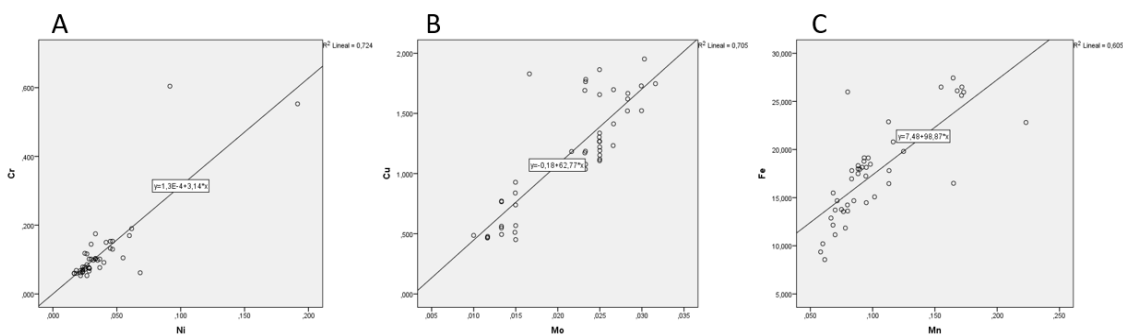 A
R² Lineal = 0,724
,600
,400
,200
,000
Cr
y=1,3E-4+3,14*x
,000 ,050 ,100 ,150 ,200
Ni
B
R² Lineal = 0,705
2,000
1,500
1,000
,500
,000
Cu
y=-0,18+62,77*x
,005 ,010 ,015 ,020 ,025 ,030 ,035
Mo
C
R² Lineal = 0,605
30,000
25,000
20,000
15,000
10,000
5,000
Fe
y=7,48+98,87*x
,050 ,100 ,150 ,200 ,250
Mn